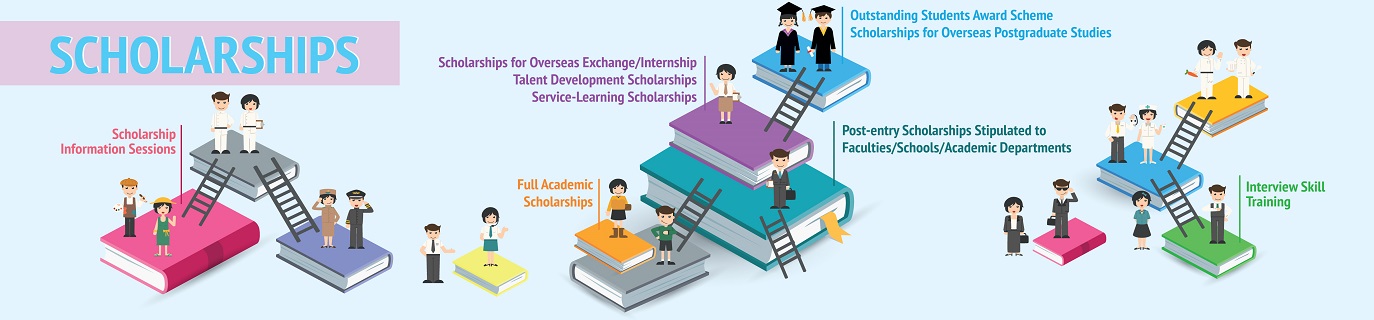 SCHOLARSHIPS
Scholarship
Information Sessions
Scholarships for Overseas Exchange/Internship
Talent Development Scholarships
Service-Learning Scholarships
Full Academic
Scholarships
Outstanding Students Award Scheme
Scholarships for Overseas Postgraduate Studies
Post-entry Scholarships Stipulated to
Faculties/Schools/Academic Departments
Interview Skill
Training